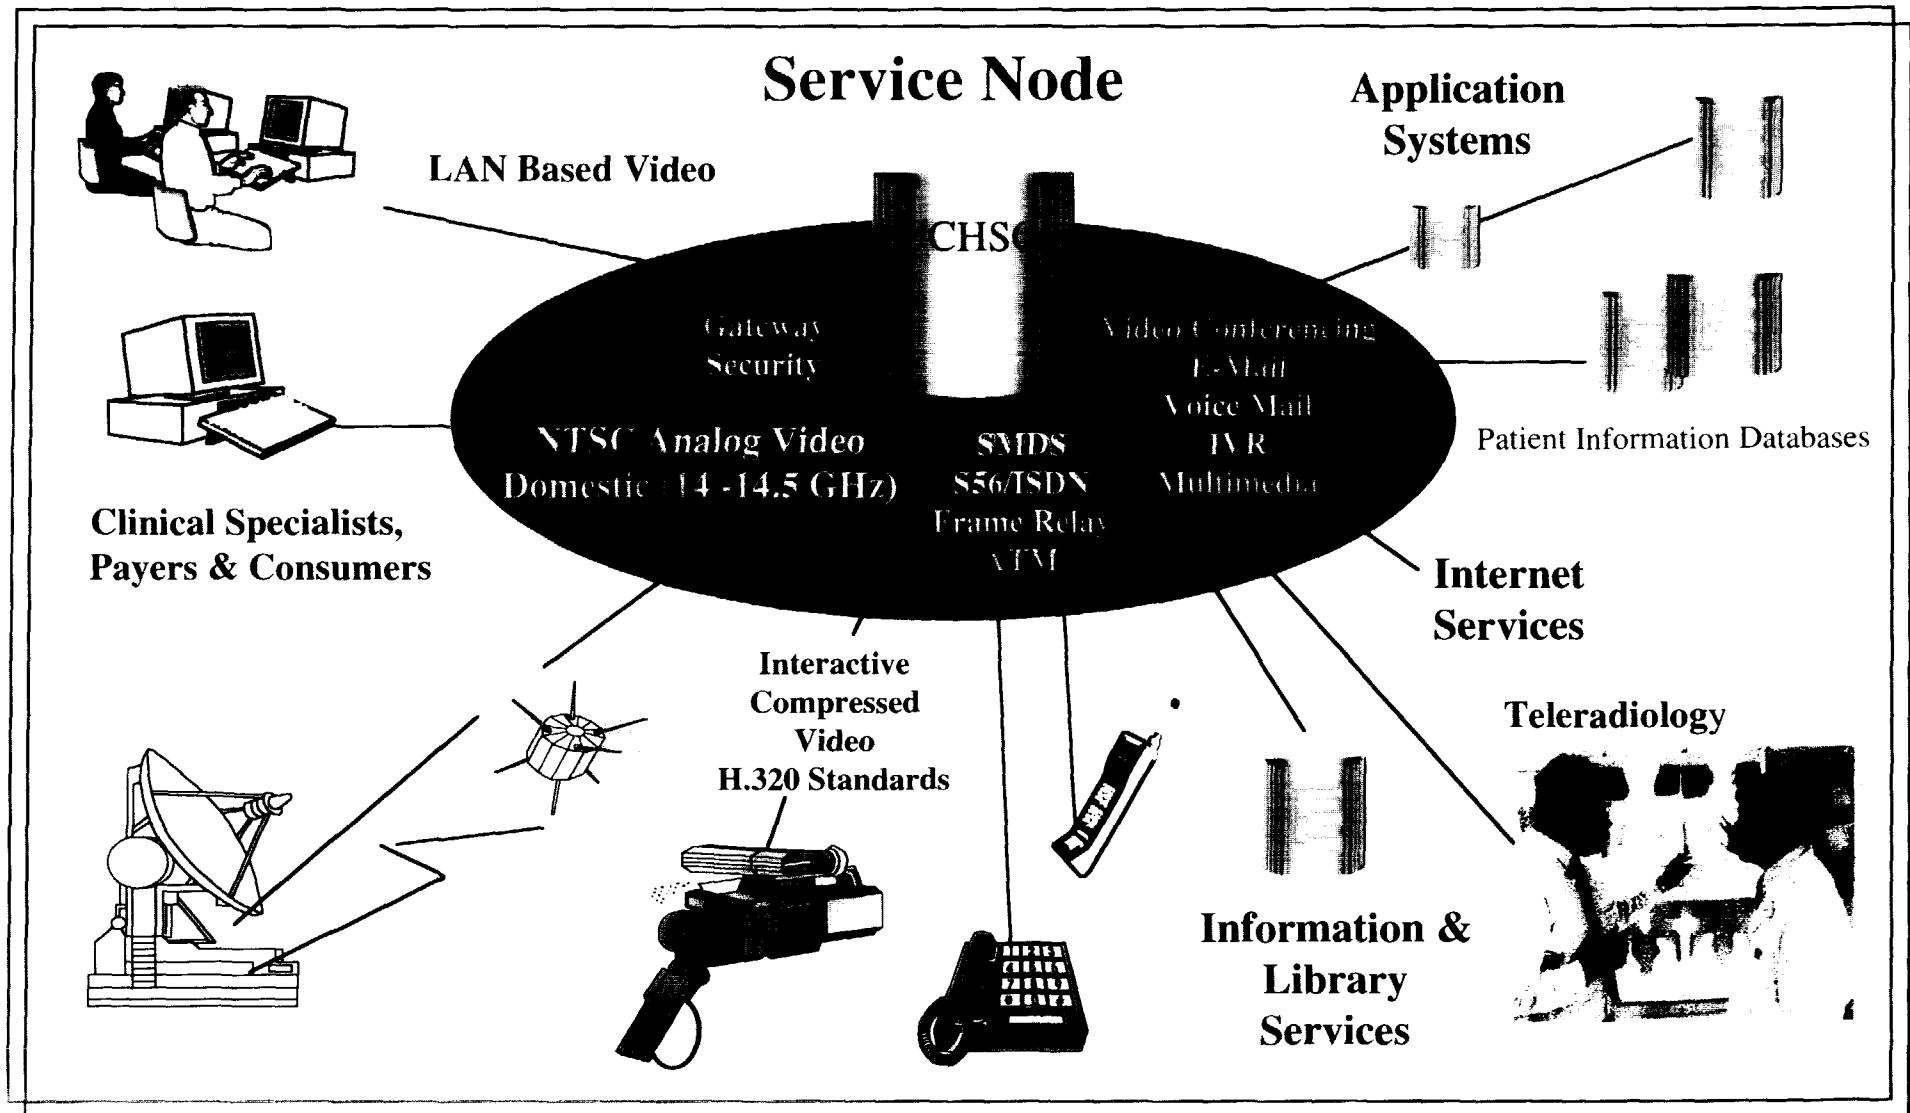 Service Node
Application
Systems
LAN Based Video
Gateway
Security
Video Conferencing
E-Mail
Voice Mail
IVR
Multimedia
NTSC Analog Video
Domestic (14 -14.5 GHz)
SMDS
S56/ISDN
Frame Relay
ATM
Patient Information Databases
Clinical Specialists,
Payers & Consumers
Internet
Services
Interactive
Compressed
Video
H.320 Standards
Teleradiology
Information &
Library
Services